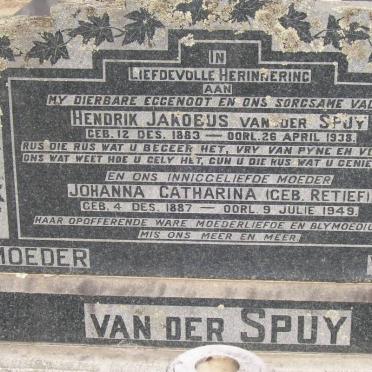 IN
LIEFDEVOLLE HERINNERING
AAN
MY DIERBARE EGGENOOT EN ONS SORGSAME VA
HENDRIK JAKOBUS VAN DER SPUY
GEB. 12 DES. 1883 — OORL. 26 APRIL 1938.
RUS DIE RUS WAT U BEGEER HET, VRY VAN PYNE EN
ONS WAT WEET HOE U GELY HET, GUN U DIE RUS WAT U GENIE
EN ONS INNIGGELIEFDE MOEDER
JOHANNA CATHARINA (GEB. RETIEF)
GEB. 4 DES. 1887 — OORL. 9 JULIE 1949.
HAAR OPOFFERENDE WARE MOEDERLIEFDE EN BLYMOEDI
MIS ONS MEER EN MEER.
MOEDER
VAN DER SPUY